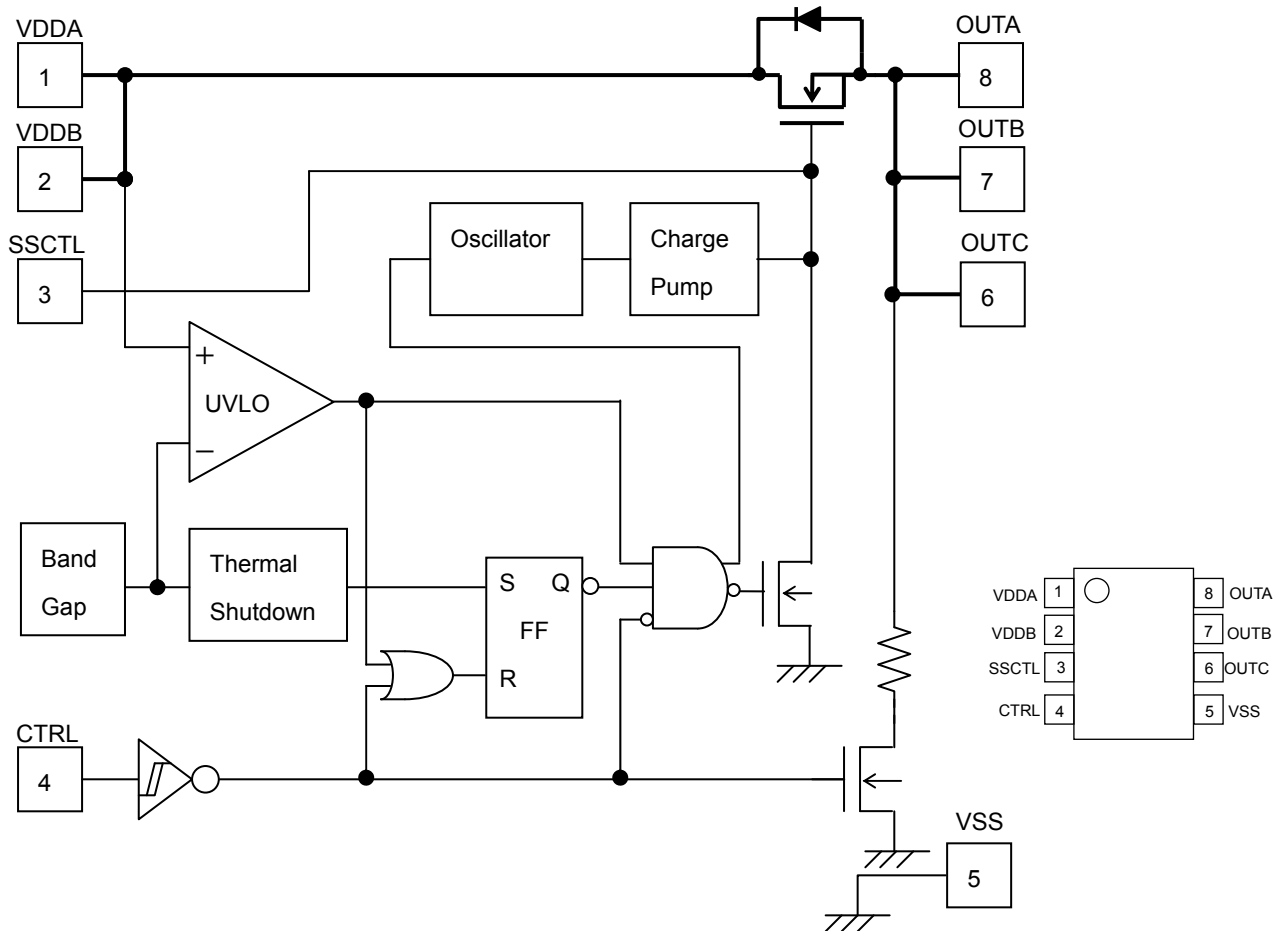 VDDA
1
OUTA
8
VDDB
2
OUTB
7
SSCTL
3
Oscillator
Charge
Pump
OUTC
6
+
UVLO
−
Band
Gap
Thermal
Shutdown
S Q
FF
R
CTRL
4
VSS
5
VDDA 1 8 OUTA
VDDB 2 7 OUTB
SSCTL 3 6 OUTC
CTRL 4 5 VSS